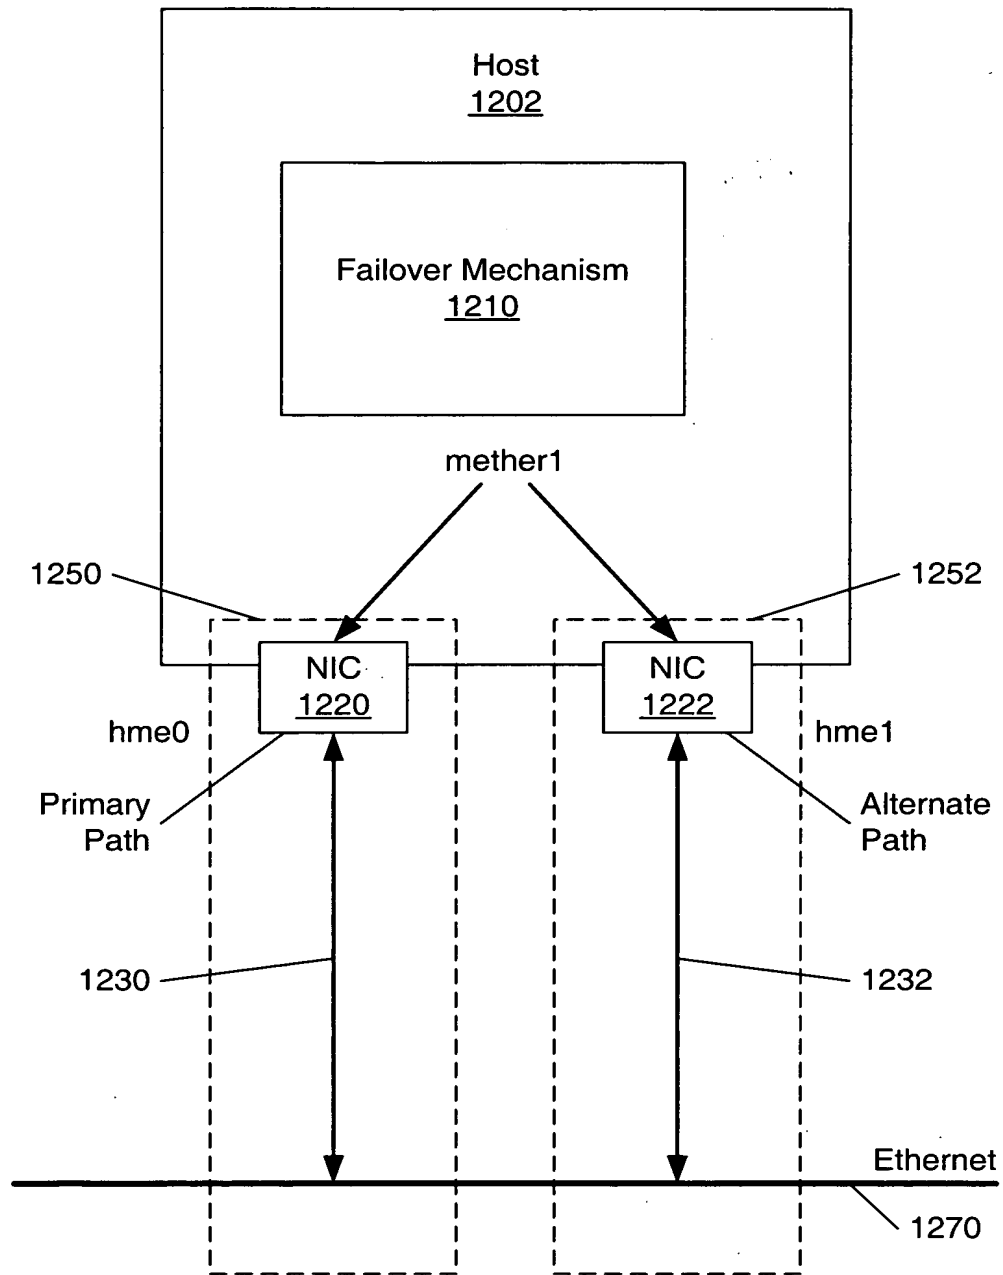 Host
1202
Failover Mechanism
1210
mether1
1250
1252
NIC
1220
NIC
1222
hme0
hme1
Primary
Path
Alternate
Path
1230
1232
Ethernet
1270